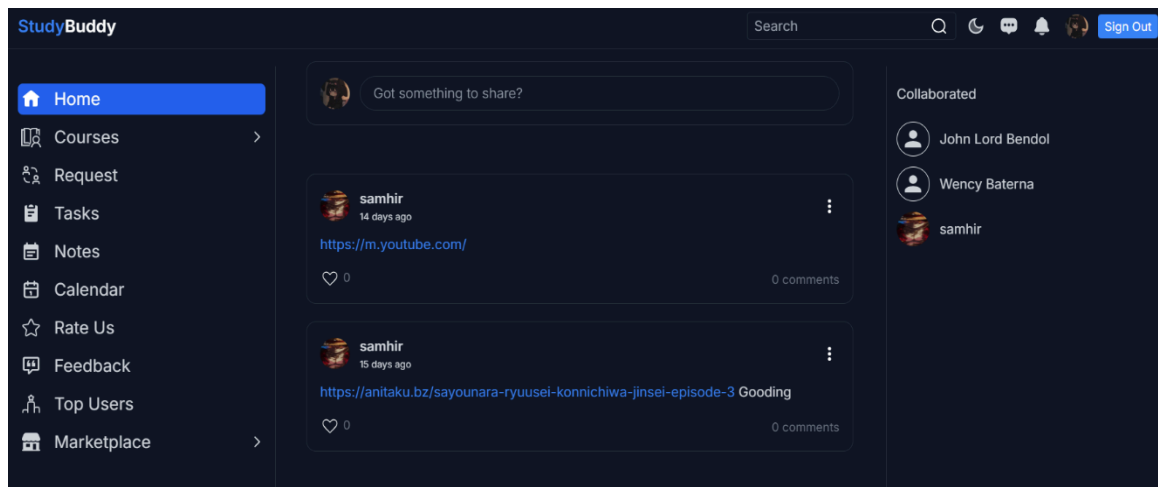 StudyBuddy
Search
Sign Out
Home
Courses
Request
Tasks
Notes
Calendar
Rate Us
Feedback
Top Users
Marketplace
Got something to share?
samhir
14 days ago
https://m.youtube.com/
0
0 comments
samhir
15 days ago
https://anitaku.bz/sayounara-ryuusei-konnichiwa-jinsei-episode-3 Gooding
0
0 comments
Collaborated
John Lord Bendol
Wency Baterna
samhir